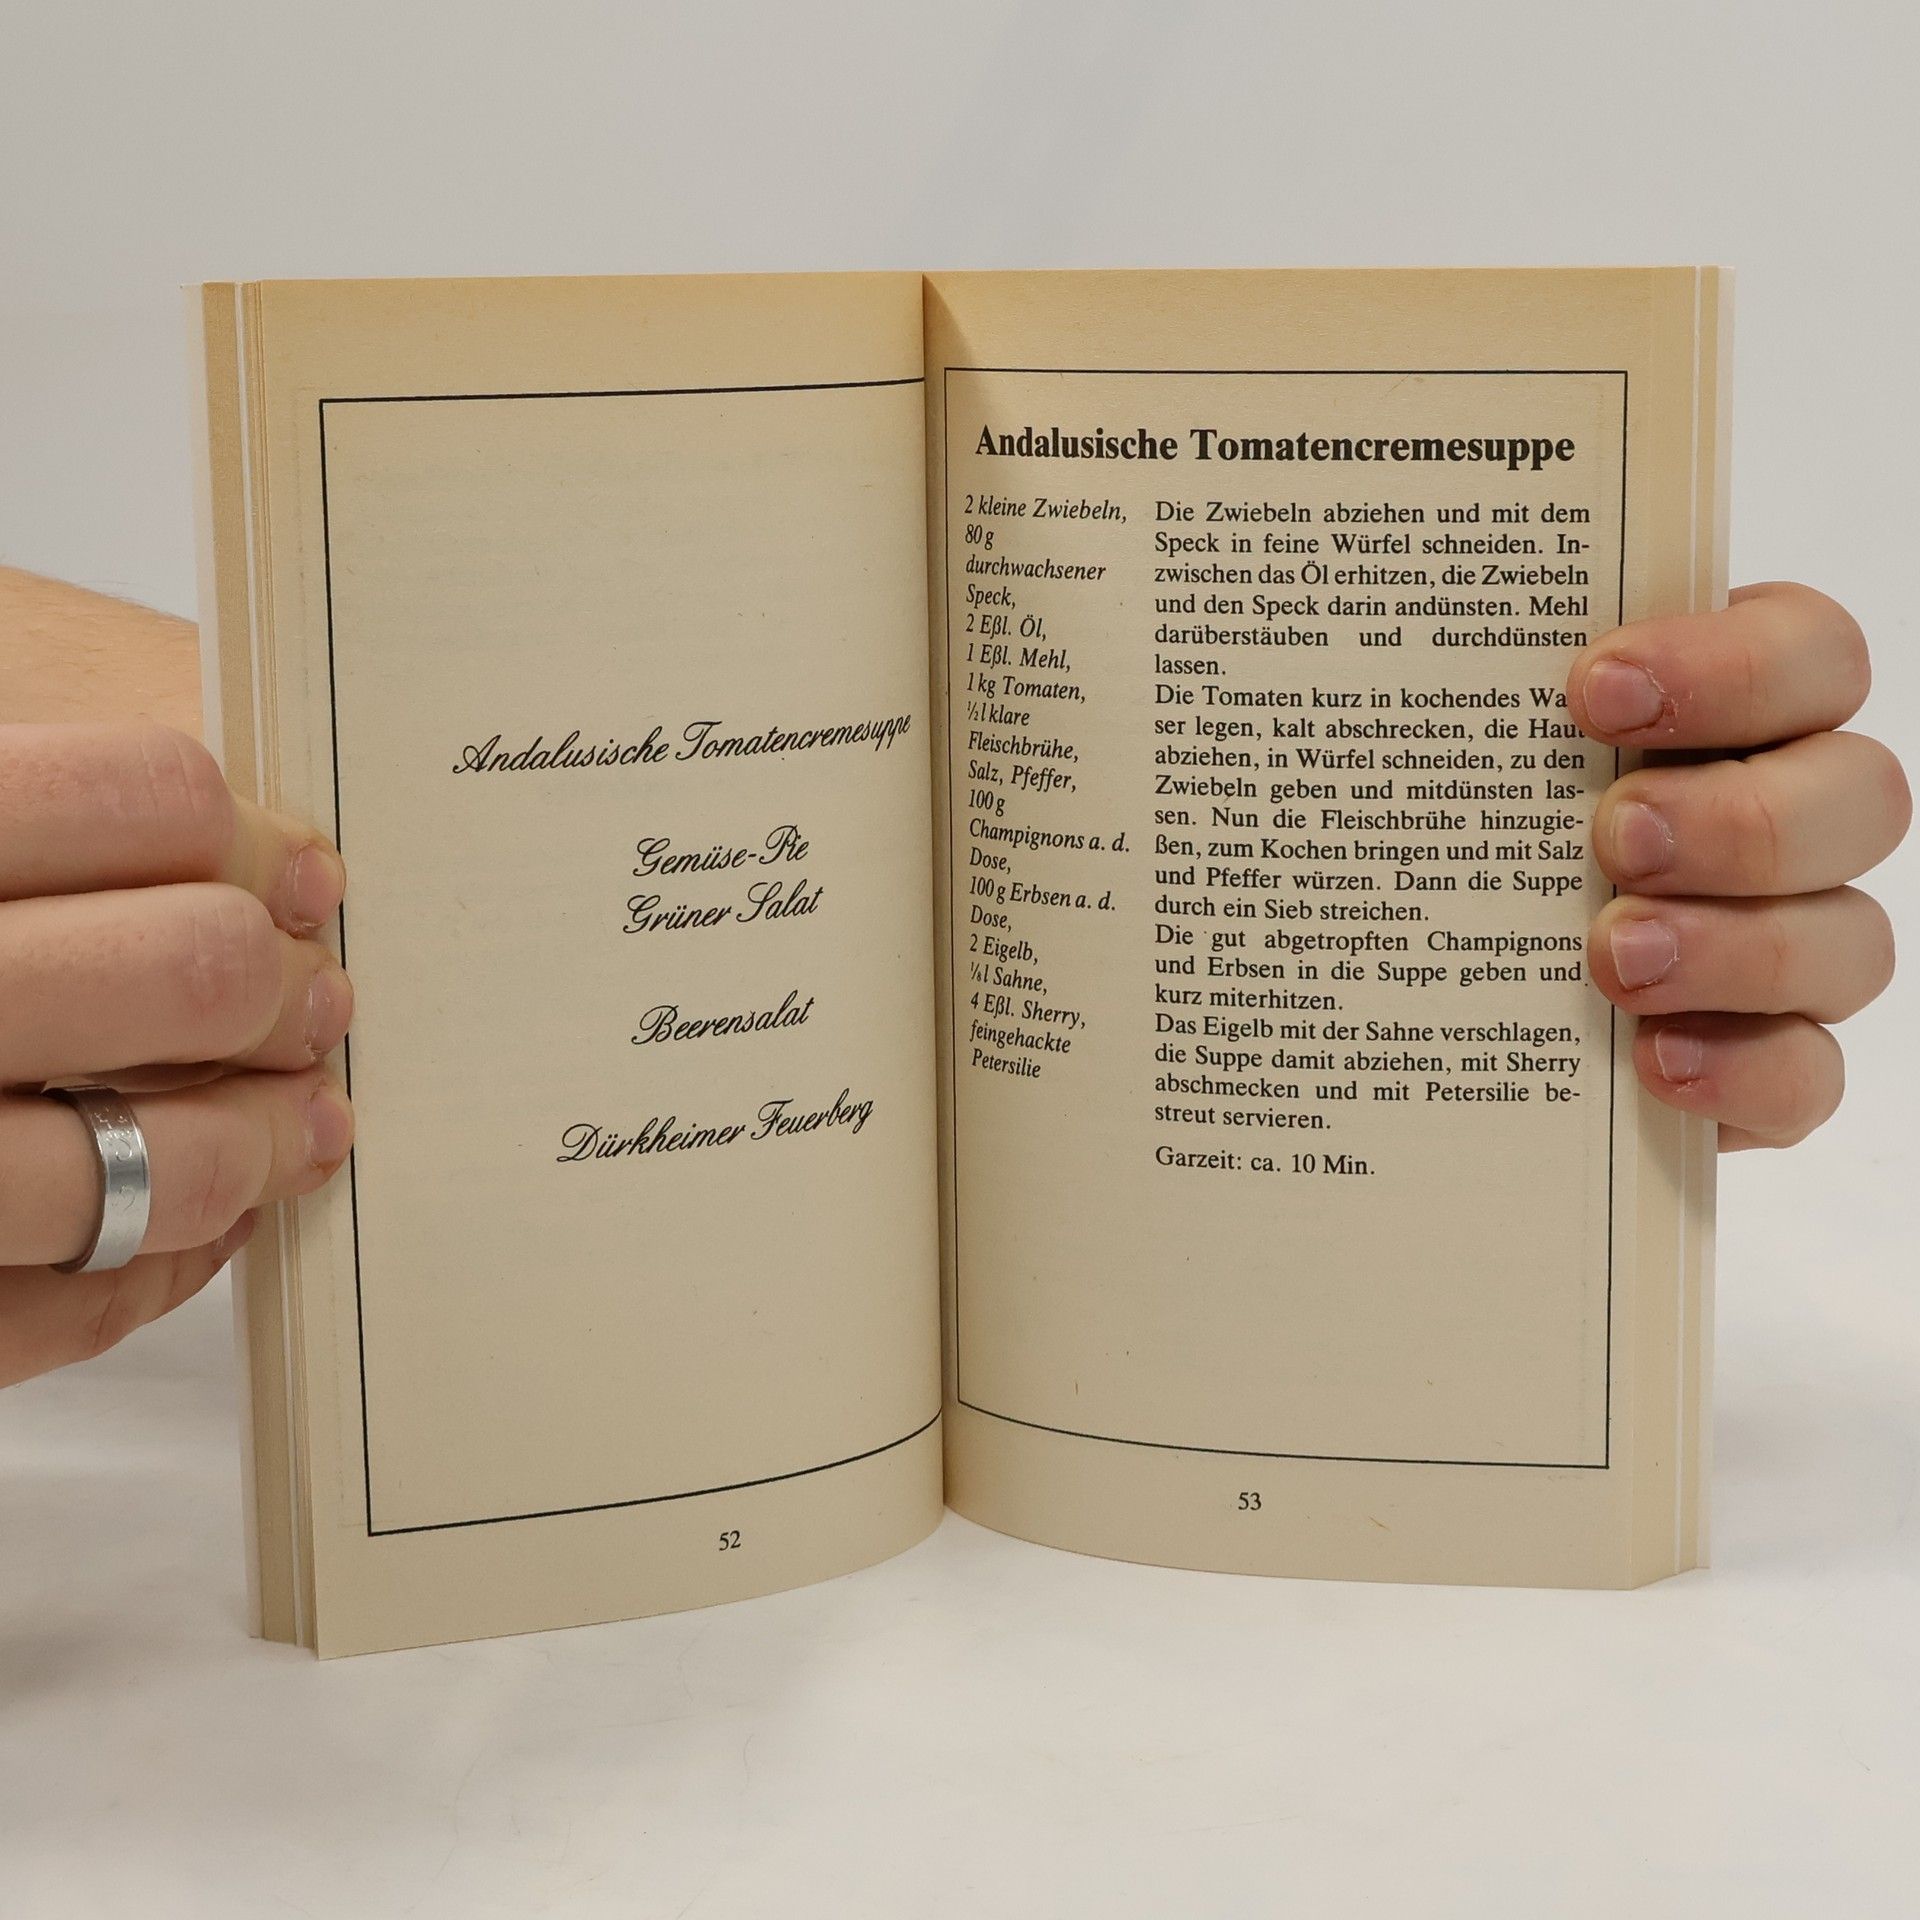 Andalusische Tomatencremesuppe
Gemüse-Pie
Grüner Salat
Beerensalat
Dürkheimer Feuerberg
52
Andalusische Tomatencremesuppe
2 kleine Zwiebeln,
80 g
durchwachsener
Speck,
2 Eßl. Öl,
1 Eßl. Mehl,
1 kg Tomaten,
½ l klare
Fleischbrühe,
Salz, Pfeffer,
100 g
Champignons a. d.
Dose,
100 g Erbsen a. d.
Dose,
2 Eigelb,
⅛ l Sahne,
4 Eßl. Sherry,
feingehackte
Petersilie
Die Zwiebeln abziehen und mit dem
Speck in feine Würfel schneiden. In-
zwischen das Öl erhitzen, die Zwiebeln
und den Speck darin andünsten. Mehl
darüberstäuben und durchdünsten
lassen.
Die Tomaten kurz in kochendes Wa
ser legen, kalt abschrecken, die Haut
abziehen, in Würfel schneiden, zu den
Zwiebeln geben und mitdünsten las-
sen. Nun die Fleischbrühe hinzugie-
ßen, zum Kochen bringen und mit Salz
und Pfeffer würzen. Dann die Suppe
durch ein Sieb streichen.
Die gut abgetropften Champignons
und Erbsen in die Suppe geben und
kurz miterhitzen.
Das Eigelb mit der Sahne verschlagen,
die Suppe damit abziehen, mit Sherry
abschmecken und mit Petersilie be-
streut servieren.
Garzeit: ca. 10 Min.
53